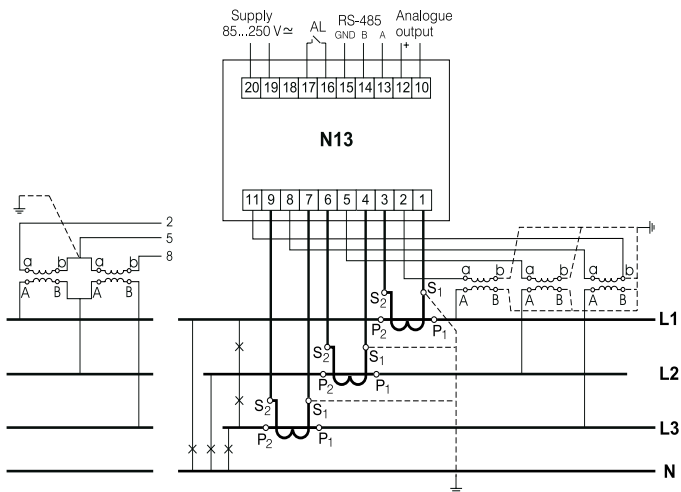 Supply
85...250 V≃
AL
RS-485
GND B A
Analogue
output
+
20 19 18 17 16 15 14 13 12 10
N13
11 9 8 7 6 5 4 3 2 1
2
5
8
a b a b
A B A B
a b a b a b
A B A B A B
S2 S1
P2 P1
L1
S2 S1
P2 P1
L2
S2 S1
P2 P1
L3
N